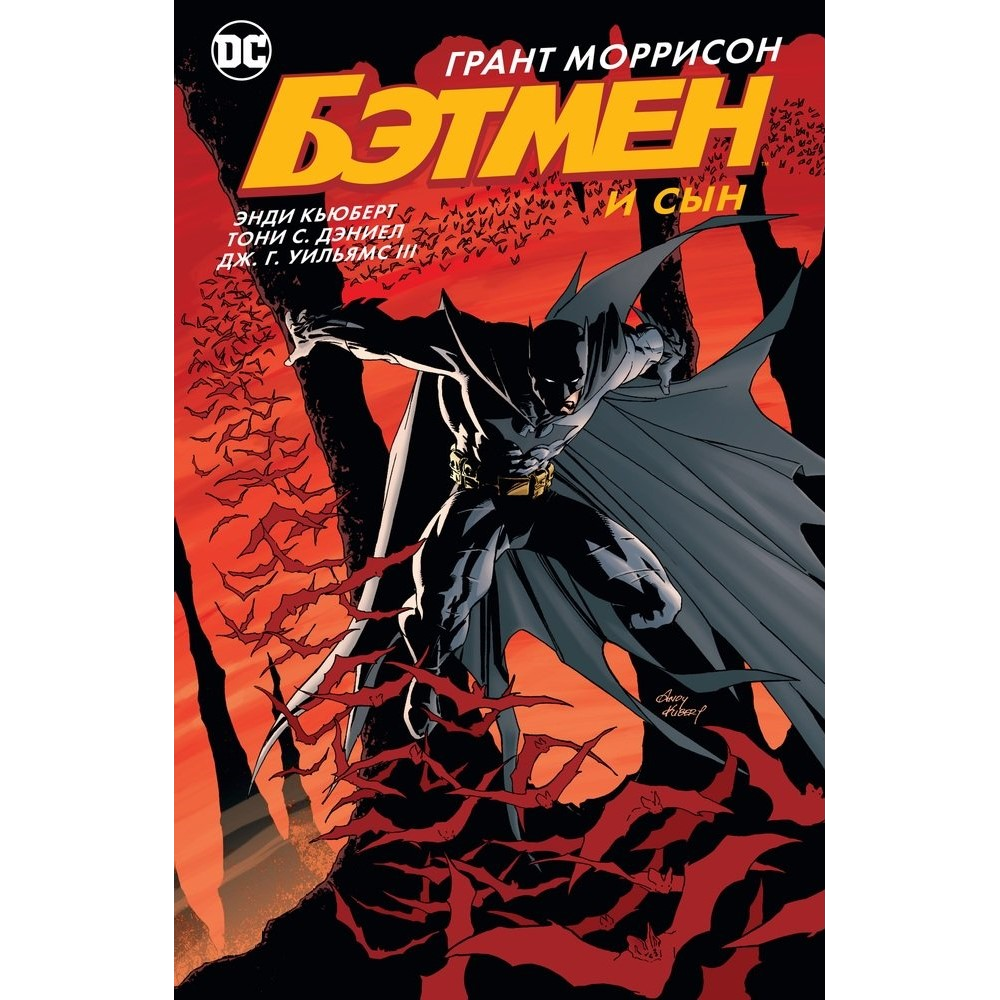 DC
ГРАНТ МОРРИСОН
БЭТМЕН
И СЫН
ЭНДИ КЬЮБЕРТ
ТОНИ С. ДЭНИЕЛ
ДЖ. Г. УИЛЬЯМС III
ANDY
KUBERT